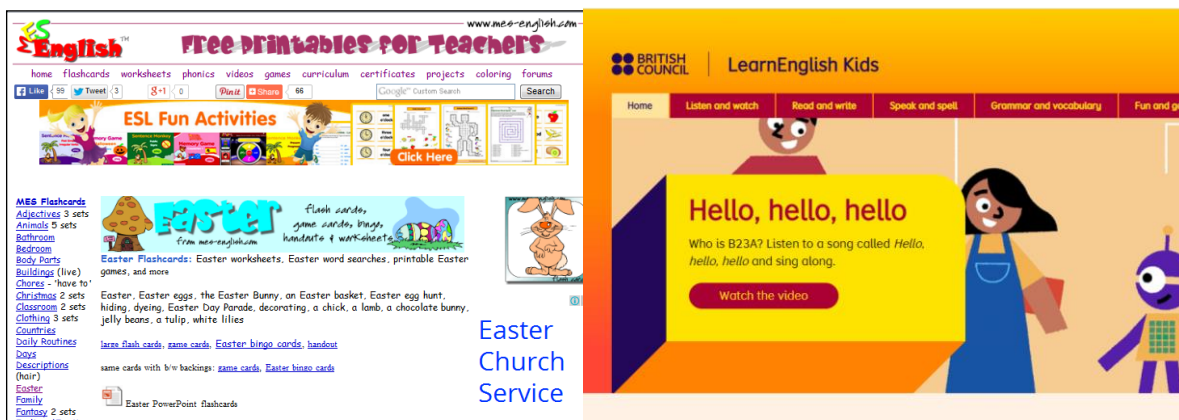 www.mes-english.com
MES English™
Free Printables for Teachers
home flashcards worksheets phonics videos games curriculum certificates projects coloring forums
Like 99 Tweet 3 g+1 0 Pin it Share 66 Google™ Custom Search Search
ESL Fun Activities
Click Here
MES Flashcards
Adjectives 3 sets
Animals 5 sets
Bathroom
Bedroom
Body Parts
Buildings (live)
Chores - 'have to'
Christmas 2 sets
Classroom 2 sets
Clothing 3 sets
Countries
Daily Routines
Days
Descriptions
(hair)
Easter
Family
Fantasy 2 sets
Easter
from mes-english.com
flash cards,
game cards, bingo,
handouts & worksheets
Easter Flashcards: Easter worksheets, Easter word searches, printable Easter
games, and more
Easter, Easter eggs, the Easter Bunny, an Easter basket, Easter egg hunt,
hiding, dyeing, Easter Day Parade, decorating, a chick, a lamb, a chocolate bunny,
jelly beans, a tulip, white lilies
large flash cards, game cards, Easter bingo cards, handout
same cards with b/w backings: game cards, Easter bingo cards
Easter PowerPoint flashcards
Easter
Church
Service
BRITISH
COUNCIL
LearnEnglish Kids
Home Listen and watch Read and write Speak and spell Grammar and vocabulary Fun and
Hello, hello, hello
Who is B23A? Listen to a song called Hello,
hello, hello and sing along.
Watch the video